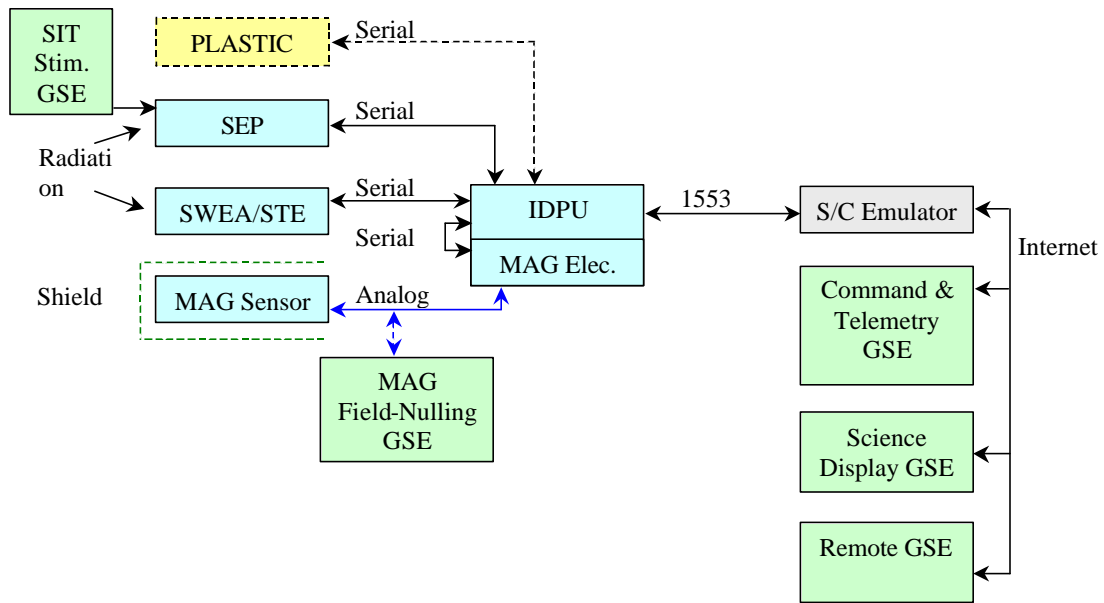 SIT
Stim.
GSE
PLASTIC
Serial
SEP
Serial
Radiati
on
SWEA/STE
Serial
IDPU
1553
S/C Emulator
Serial
MAG Elec.
Internet
Shield
MAG Sensor
Analog
Command &
Telemetry
GSE
MAG
Field-Nulling
GSE
Science
Display GSE
Remote GSE